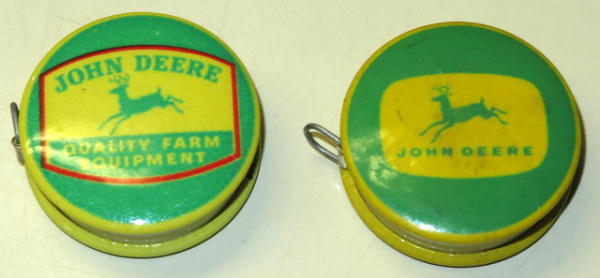 JOHN DEERE
QUALITY FARM
EQUIPMENT
JOHN DEERE